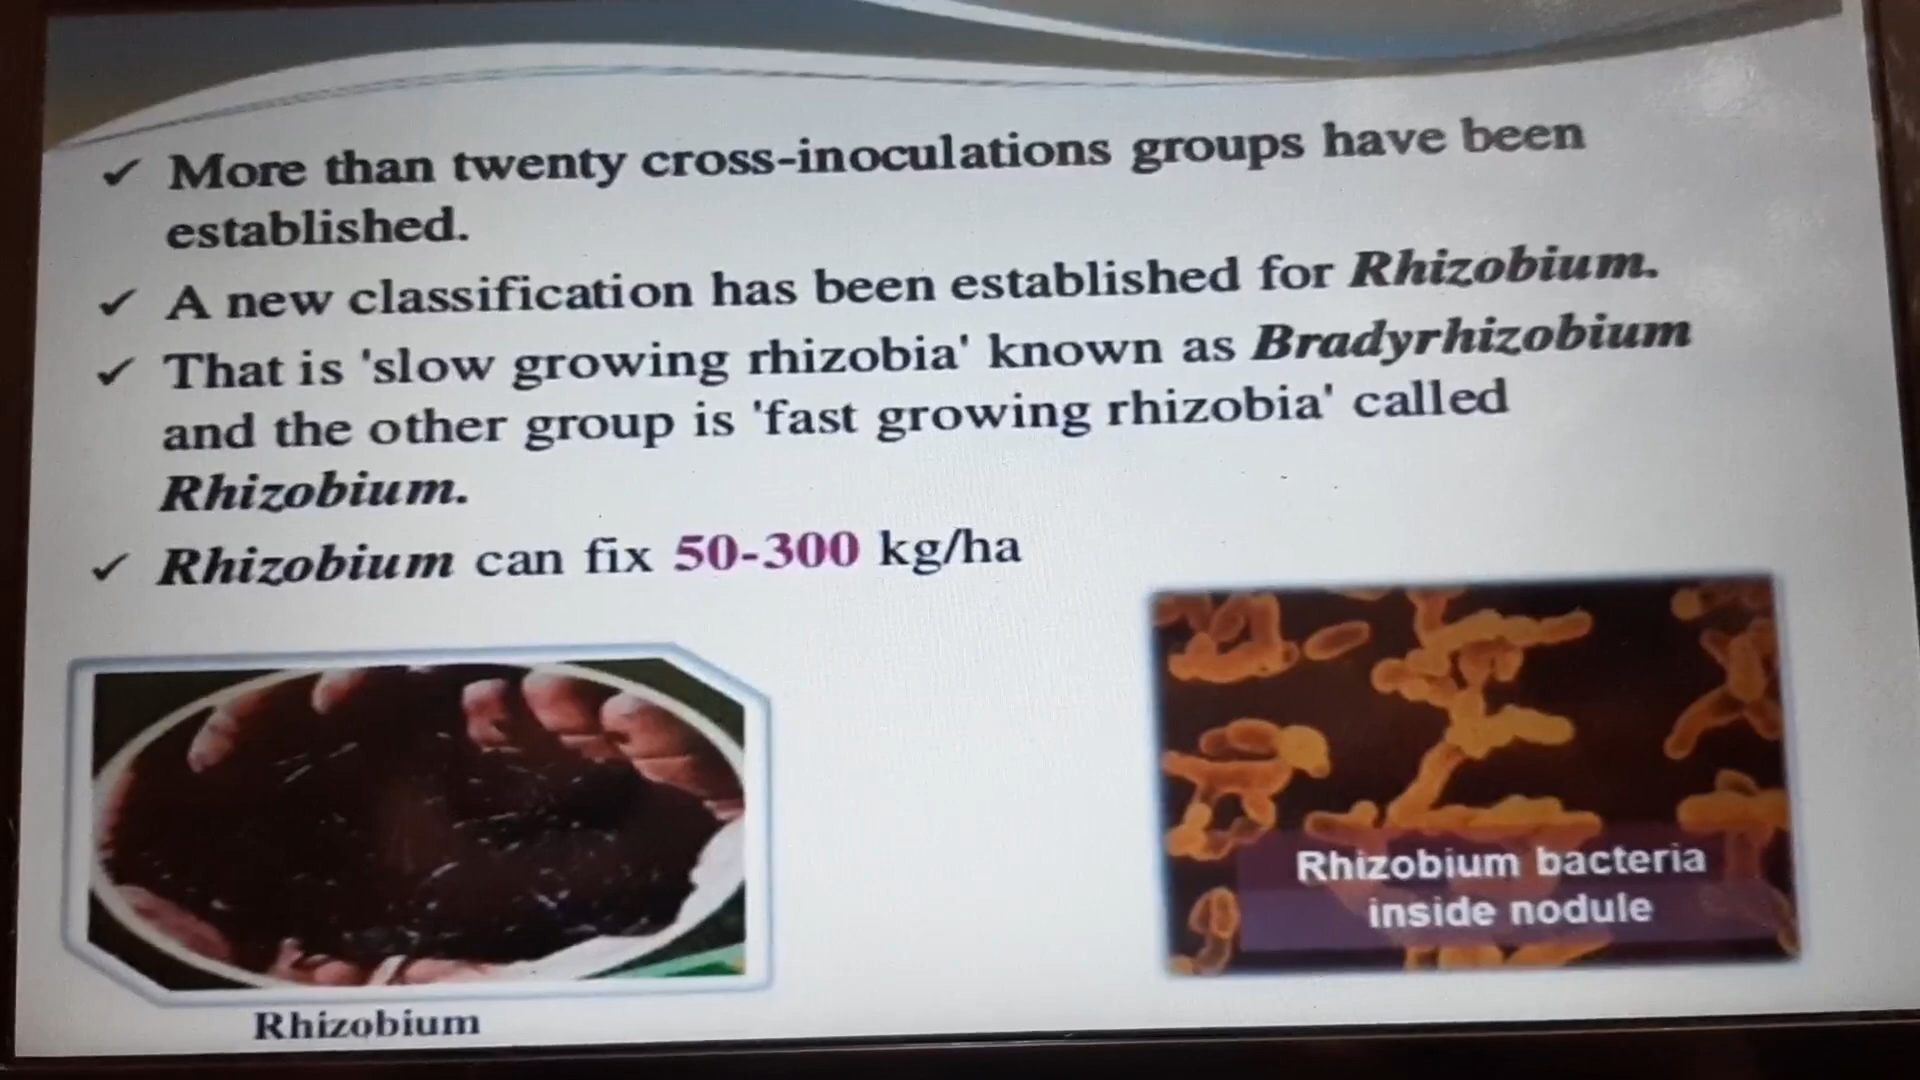 ✓ More than twenty cross-inoculations groups have been
established.
✓ A new classification has been established for Rhizobium.
✓ That is 'slow growing rhizobia' known as Bradyrhizobium
and the other group is 'fast growing rhizobia' called
Rhizobium.
✓ Rhizobium can fix 50-300 kg/ha
Rhizobium bacteria
inside nodule
Rhizobium